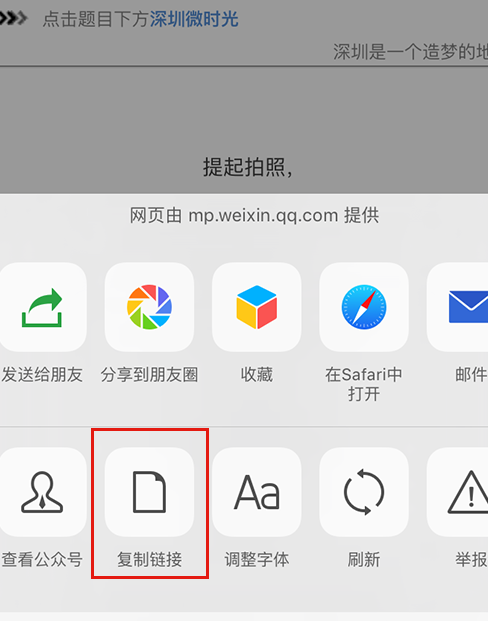 点击题目下方深圳微时光
深圳是一个造梦的地
提起拍照,
网页由 mp.weixin.qq.com 提供
发送给朋友
分享到朋友圈
收藏
在Safari中
打开
邮件
Aa
查看公众号
复制链接
调整字体
刷新
举报